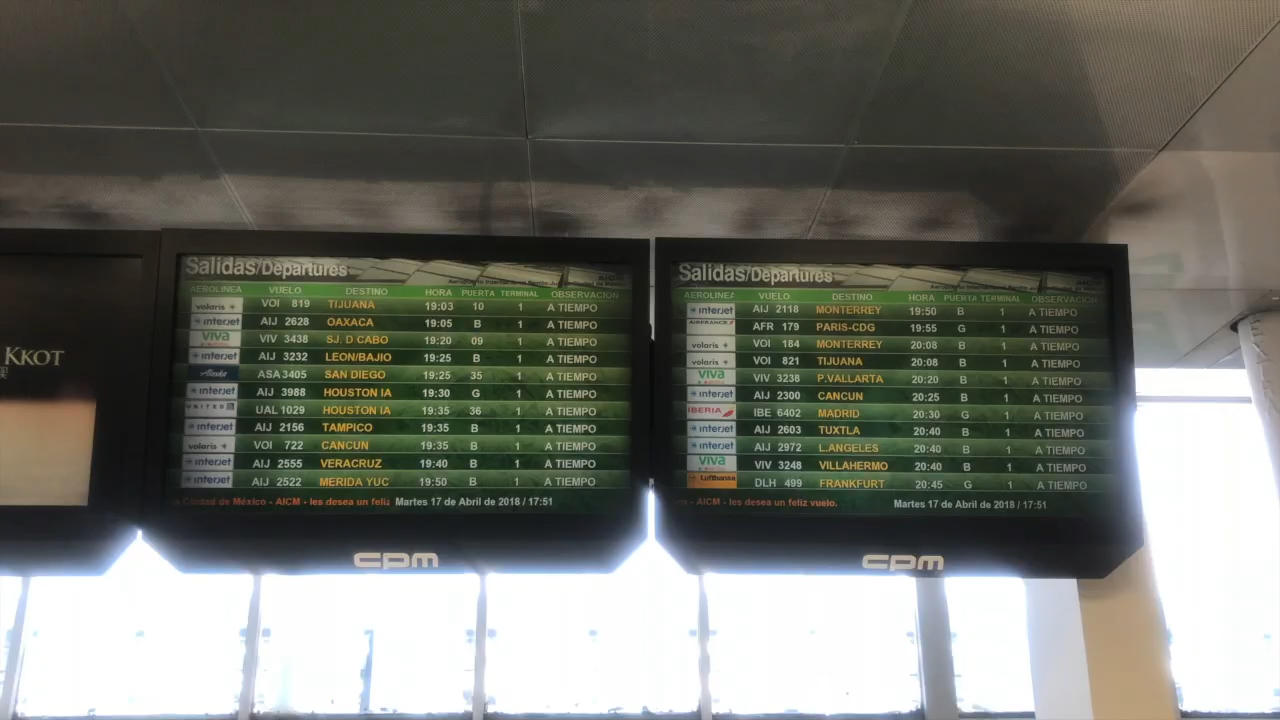 KKOT
Salidas/Departures
AEROLINEA VUELO DESTINO HORA PUERTA TERMINAL OBSERVACION
volaris VOI 819 TIJUANA 19:03 10 1 A TIEMPO
interjet AIJ 2628 OAXACA 19:05 B 1 A TIEMPO
VIVA VIV 3438 SJ. D CABO 19:20 09 1 A TIEMPO
interjet AIJ 3232 LEON/BAJIO 19:25 B 1 A TIEMPO
Alaska ASA3405 SAN DIEGO 19:25 35 1 A TIEMPO
interjet AIJ 3988 HOUSTON IA 19:30 G 1 A TIEMPO
UNITED UAL 1029 HOUSTON IA 19:35 36 1 A TIEMPO
interjet AIJ 2156 TAMPICO 19:35 B 1 A TIEMPO
volaris VOI 722 CANCUN 19:35 B 1 A TIEMPO
interjet AIJ 2555 VERACRUZ 19:40 B 1 A TIEMPO
interjet AIJ 2522 MERIDA YUC 19:50 B 1 A TIEMPO
Ciudad de México - AICM - les desea un feliz Martes 17 de Abril de 2018 / 17:51
cpm
Salidas/Departures
AEROLINEA VUELO DESTINO HORA PUERTA TERMINAL OBSERVACION
interjet AIJ 2118 MONTERREY 19:50 B 1 A TIEMPO
AIRFRANCE AFR 179 PARIS-CDG 19:55 G 1 A TIEMPO
volaris VOI 184 MONTERREY 20:08 B 1 A TIEMPO
volaris VOI 821 TIJUANA 20:08 B 1 A TIEMPO
VIVA VIV 3238 P.VALLARTA 20:20 B 1 A TIEMPO
interjet AIJ 2300 CANCUN 20:25 B 1 A TIEMPO
IBERIA IBE 6402 MADRID 20:30 G 1 A TIEMPO
interjet AIJ 2603 TUXTLA 20:40 B 1 A TIEMPO
interjet AIJ 2972 L.ANGELES 20:40 B 1 A TIEMPO
VIVA VIV 3248 VILLAHERMO 20:40 B 1 A TIEMPO
Lufthansa DLH 499 FRANKFURT 20:45 G 1 A TIEMPO
- AICM - les desea un feliz vuelo. Martes 17 de Abril de 2018 / 17:51
cpm